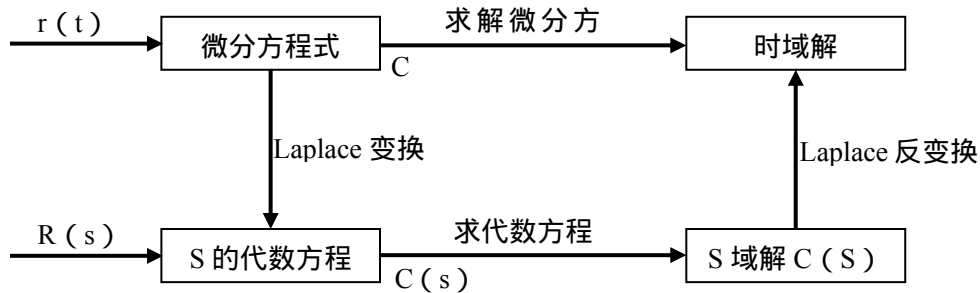 r（t）
微分方程式
求解微分方
C
时域解
Laplace 变换
Laplace 反变换
R（s）
S 的代数方程
求代数方程
C（s）
S 域解 C（S）